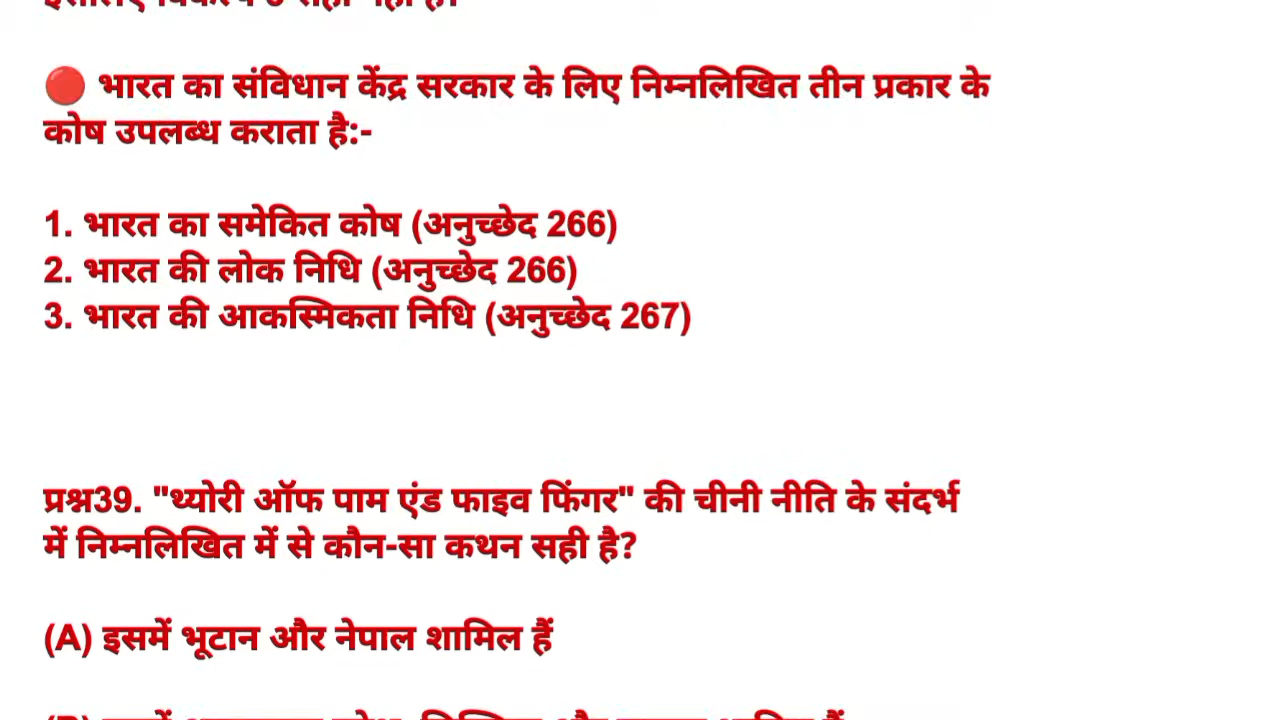 🔴 भारत का संविधान केंद्र सरकार के लिए निम्नलिखित तीन प्रकार के
कोष उपलब्ध कराता है:-
1. भारत का समेकित कोष (अनुच्छेद 266)
2. भारत की लोक निधि (अनुच्छेद 266)
3. भारत की आकस्मिकता निधि (अनुच्छेद 267)
प्रश्न39. "थ्योरी ऑफ पाम एंड फाइव फिंगर" की चीनी नीति के संदर्भ
में निम्नलिखित में से कौन-सा कथन सही है?
(A) इसमें भूटान और नेपाल शामिल हैं